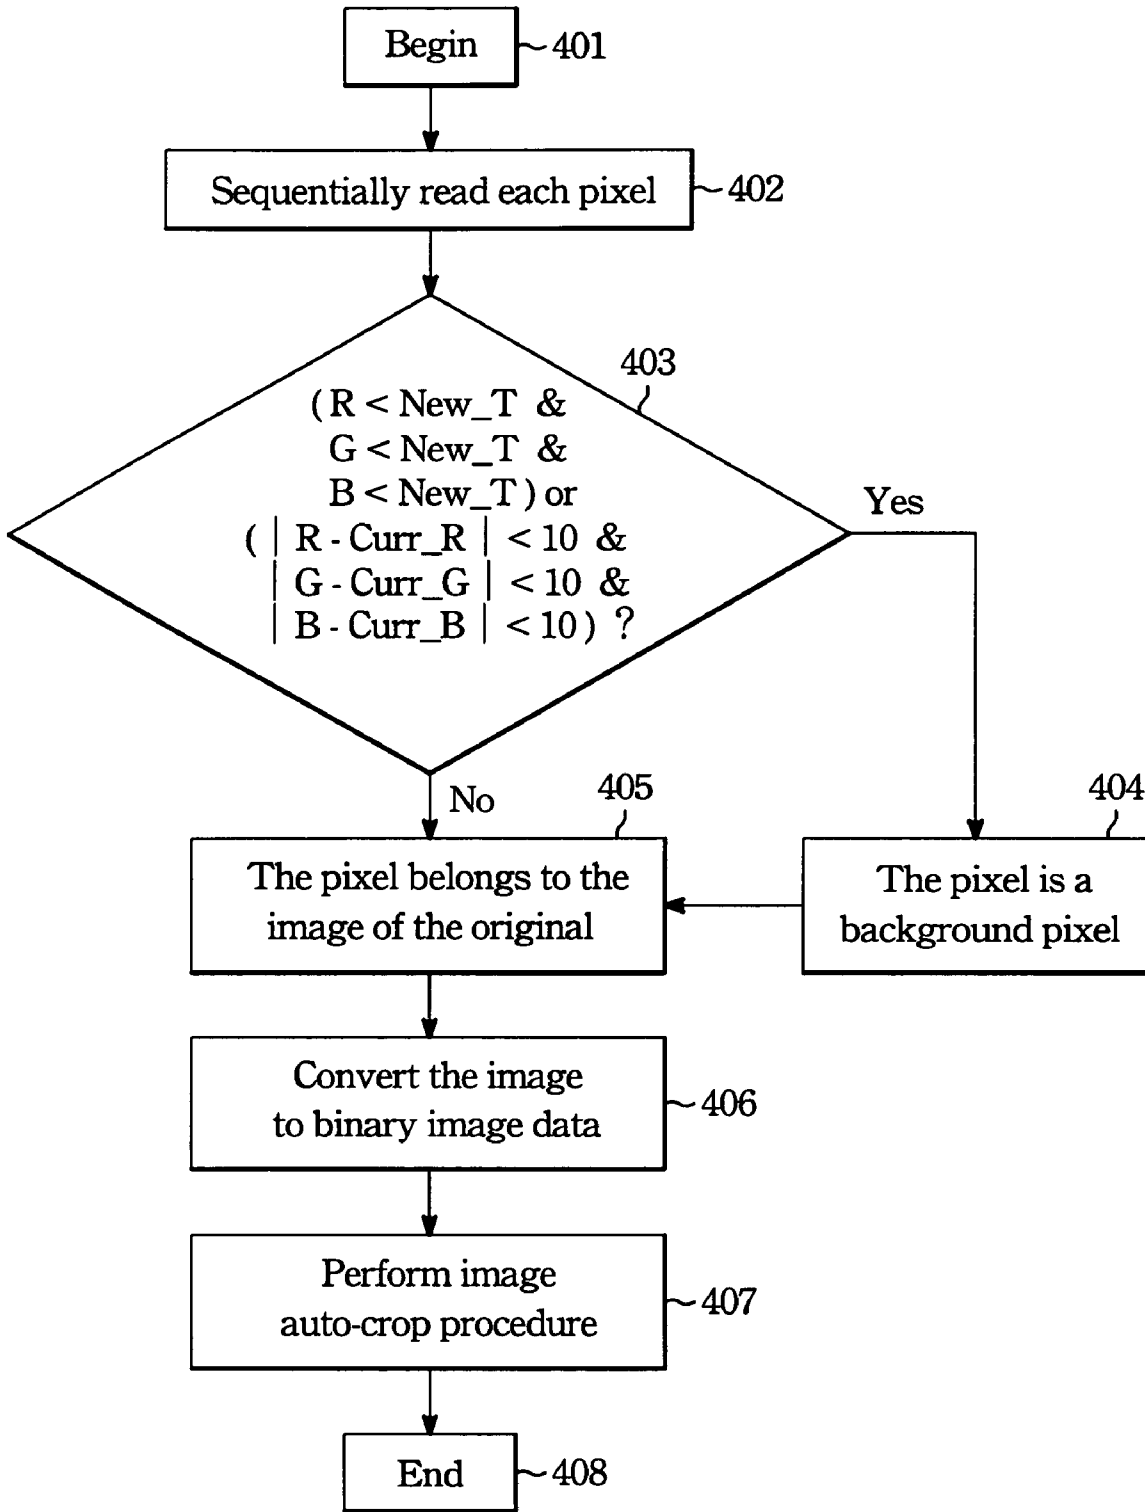 Begin
401
Sequentially read each pixel
402
403
( R < New_T &
G < New_T &
B < New_T ) or
( | R - Curr_R | < 10 &
| G - Curr_G | < 10 &
| B - Curr_B | < 10 ) ?
Yes
No
405
404
The pixel belongs to the
image of the original
The pixel is a
background pixel
Convert the image
to binary image data
406
Perform image
auto-crop procedure
407
End
408